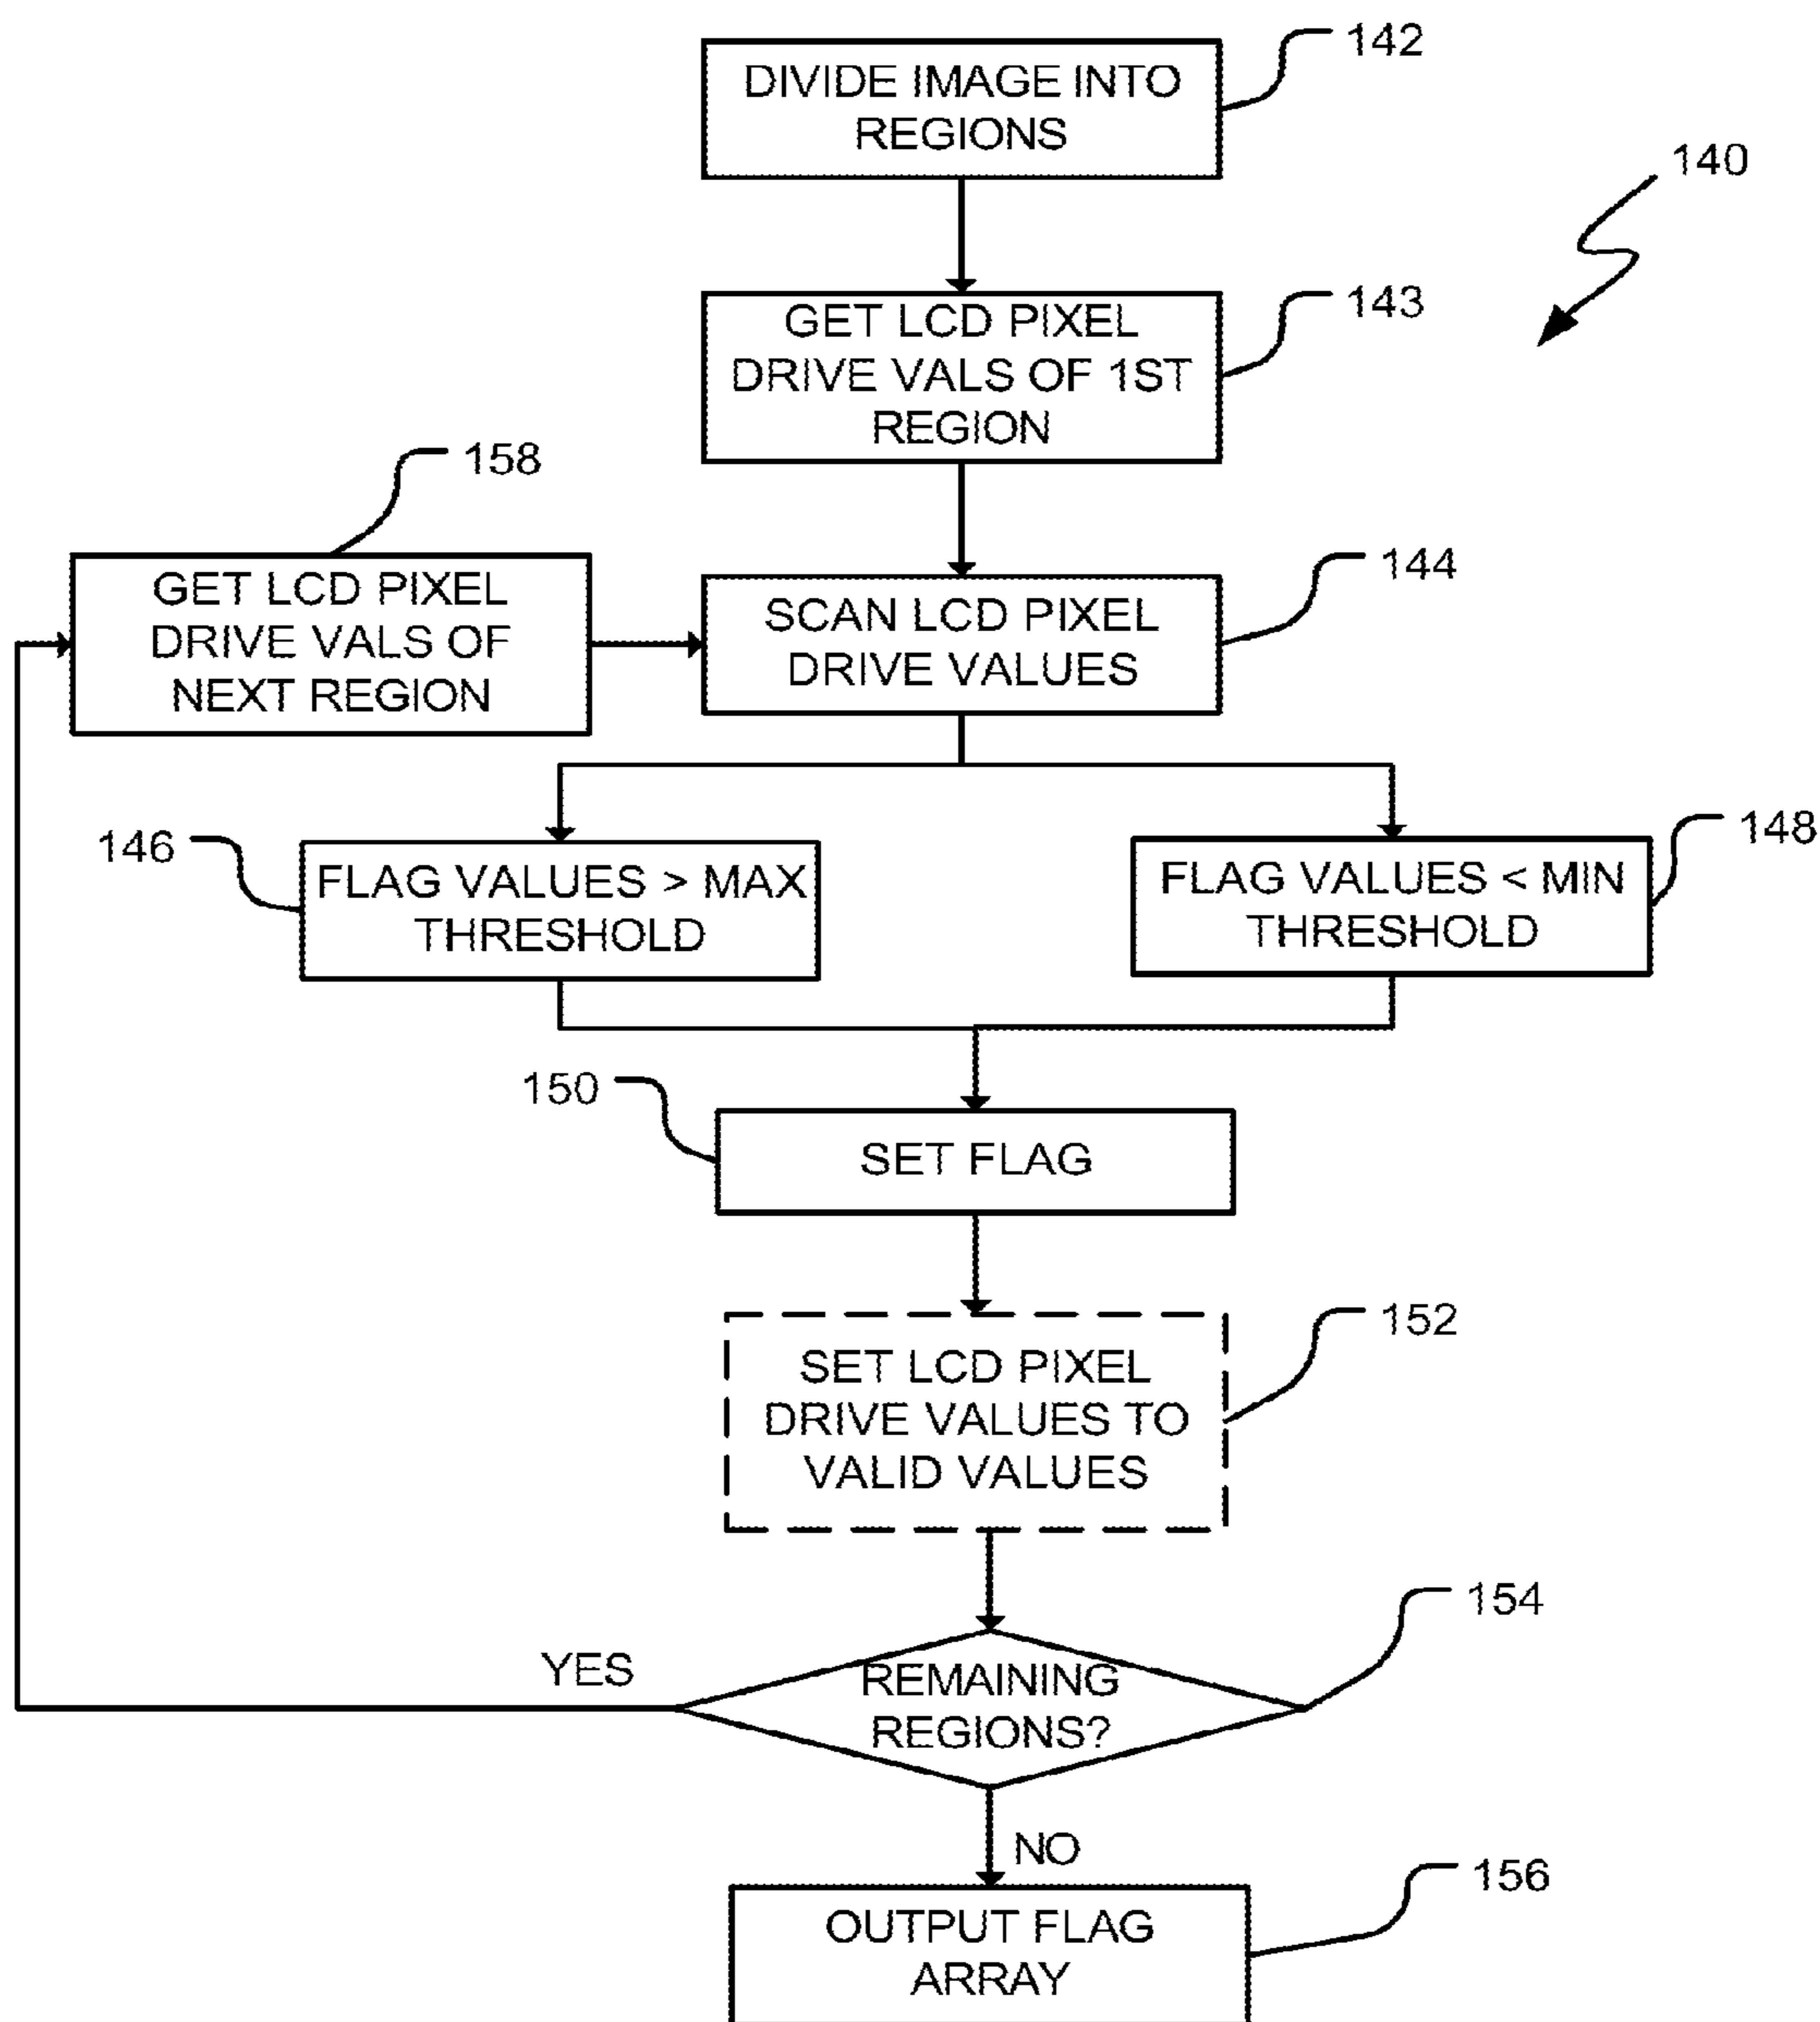 142
DIVIDE IMAGE INTO
REGIONS
140
143
GET LCD PIXEL
DRIVE VALS OF 1ST
REGION
158
GET LCD PIXEL
DRIVE VALS OF
NEXT REGION
144
SCAN LCD PIXEL
DRIVE VALUES
146
FLAG VALUES > MAX
THRESHOLD
148
FLAG VALUES < MIN
THRESHOLD
150
SET FLAG
152
SET LCD PIXEL
DRIVE VALUES TO
VALID VALUES
154
YES
REMAINING
REGIONS?
NO
156
OUTPUT FLAG
ARRAY